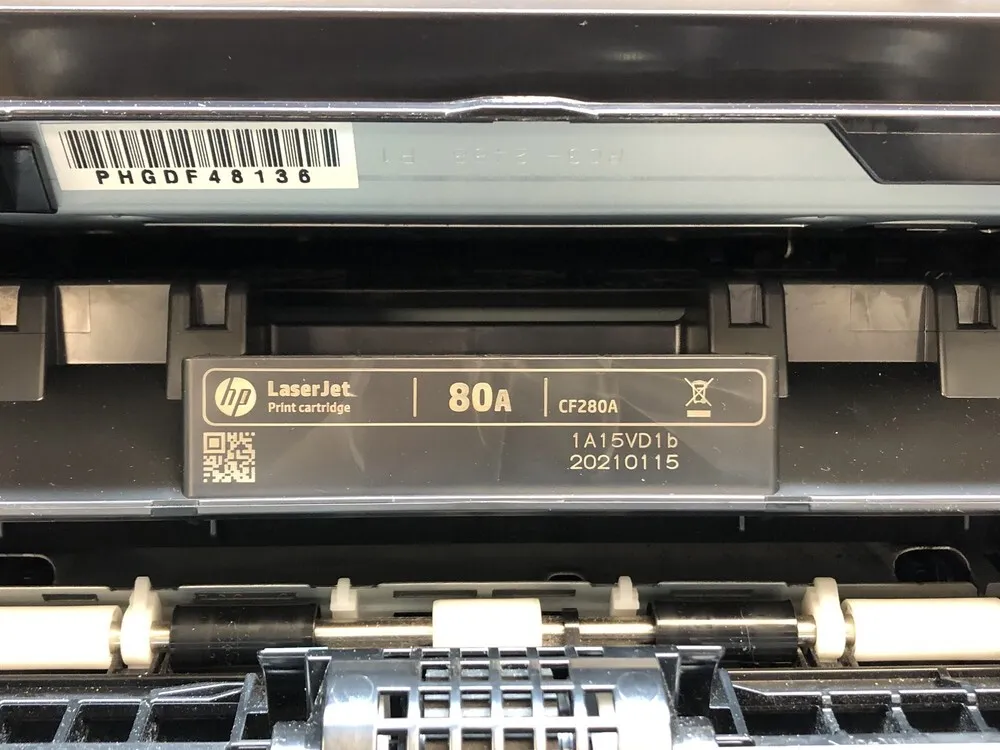 PHGDF48136
hp LaserJet
Print cartridge
80A
CF280A
1A15VD1b
20210115